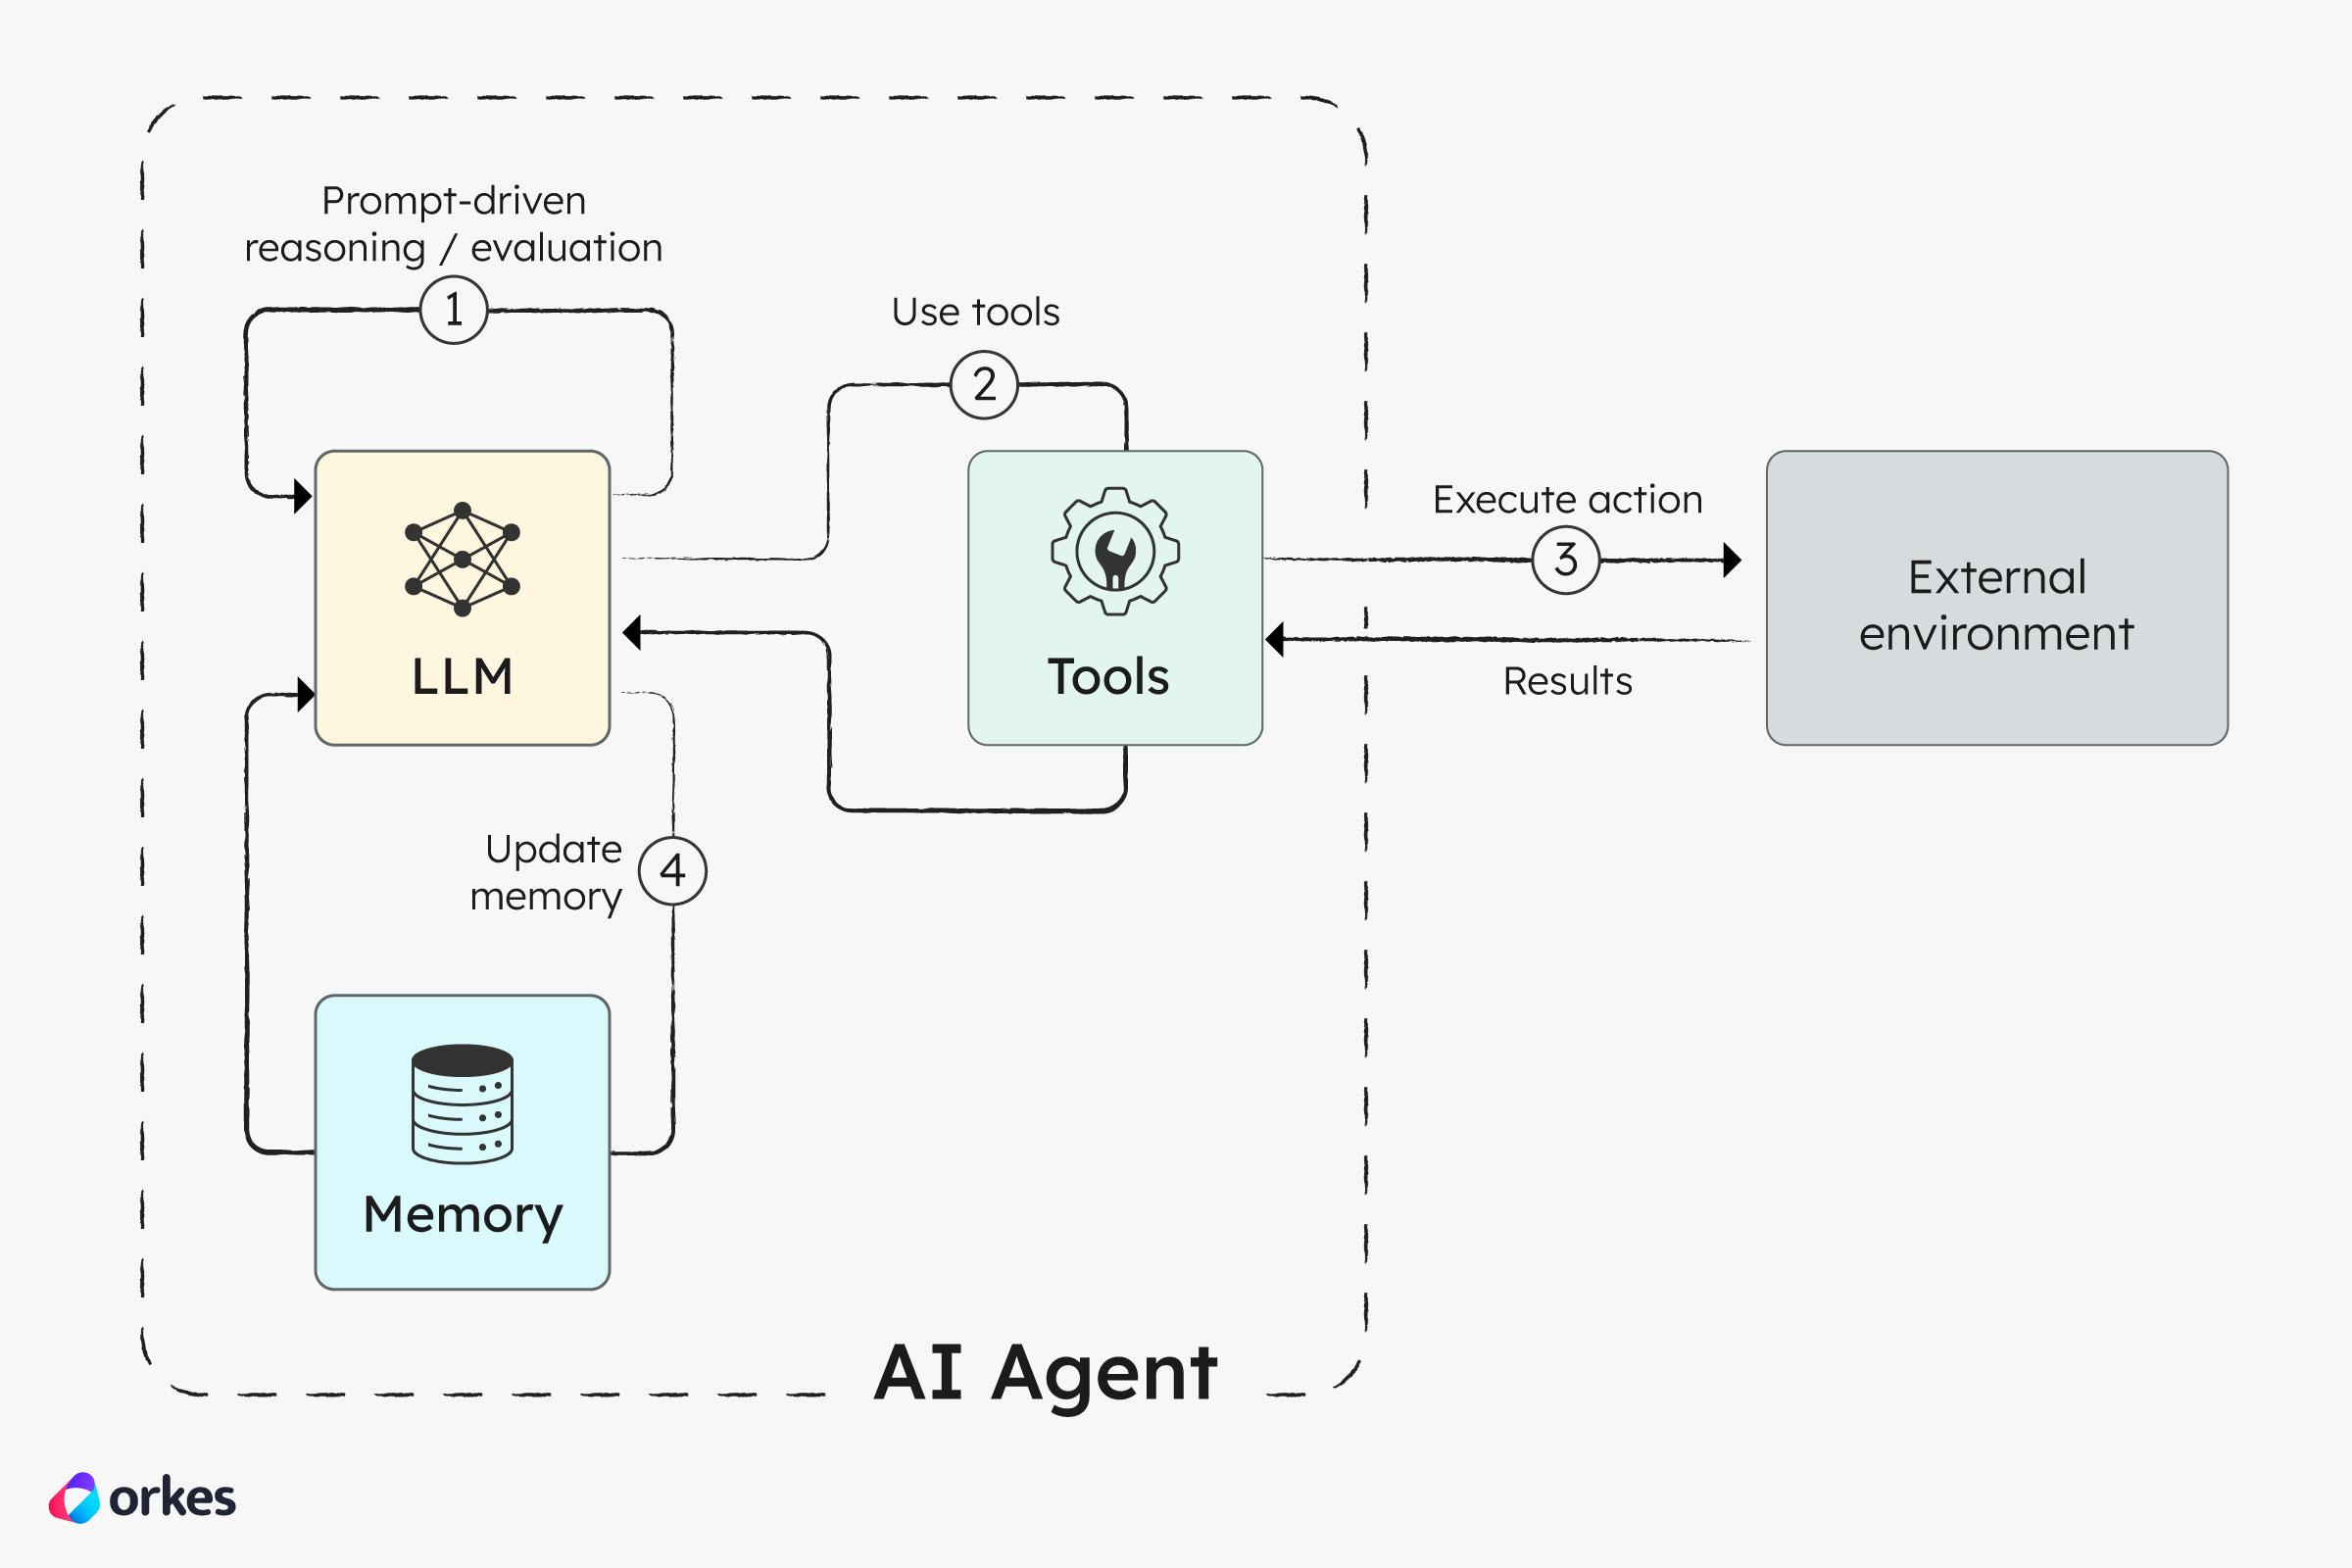 Prompt-driven
reasoning / evaluation
1
Use tools
2
LLM
Tools
Execute action
3
Results
External
environment
Update
memory
4
Memory
AI Agent
orkes